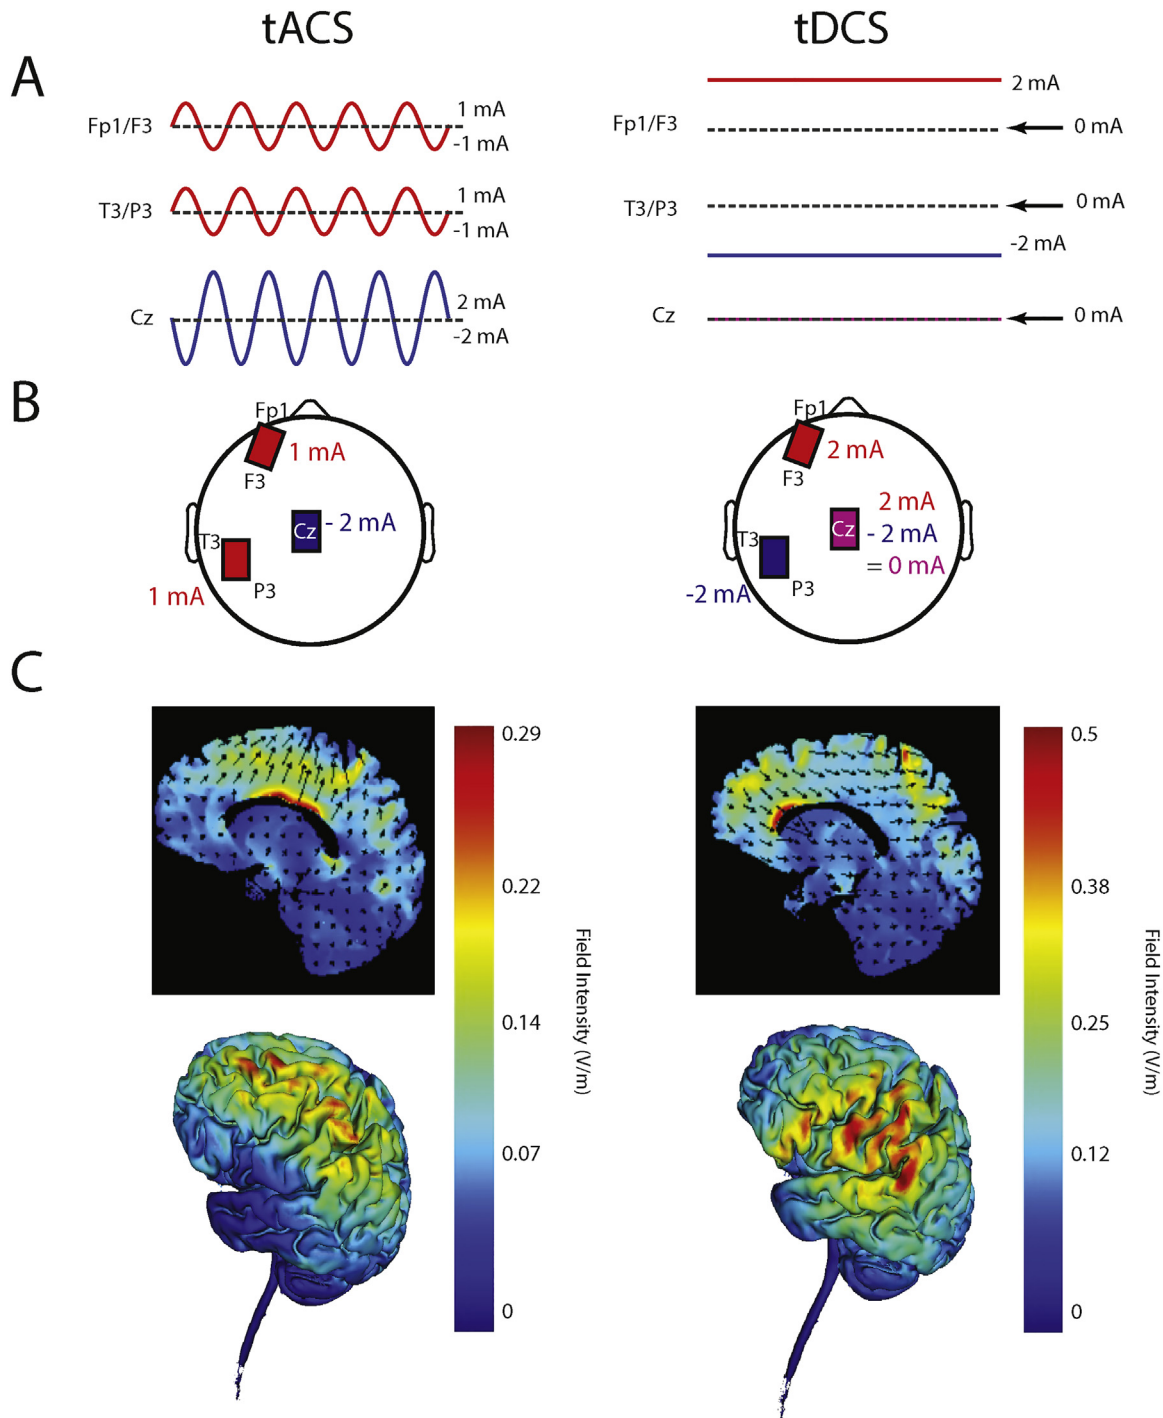 tACS
tDCS
A
Fp1/F3
1 mA
-1 mA
T3/P3
1 mA
-1 mA
Cz
2 mA
-2 mA
2 mA
Fp1/F3
0 mA
T3/P3
0 mA
-2 mA
Cz
0 mA
B
Fp1
1 mA
F3
Cz
- 2 mA
T3
1 mA
P3
Fp1
2 mA
F3
2 mA
Cz
- 2 mA
= 0 mA
T3
-2 mA
P3
C
0.29
0.22
0.14
0.07
0
Field Intensity (V/m)
0.5
0.38
0.25
0.12
0
Field Intensity (V/m)